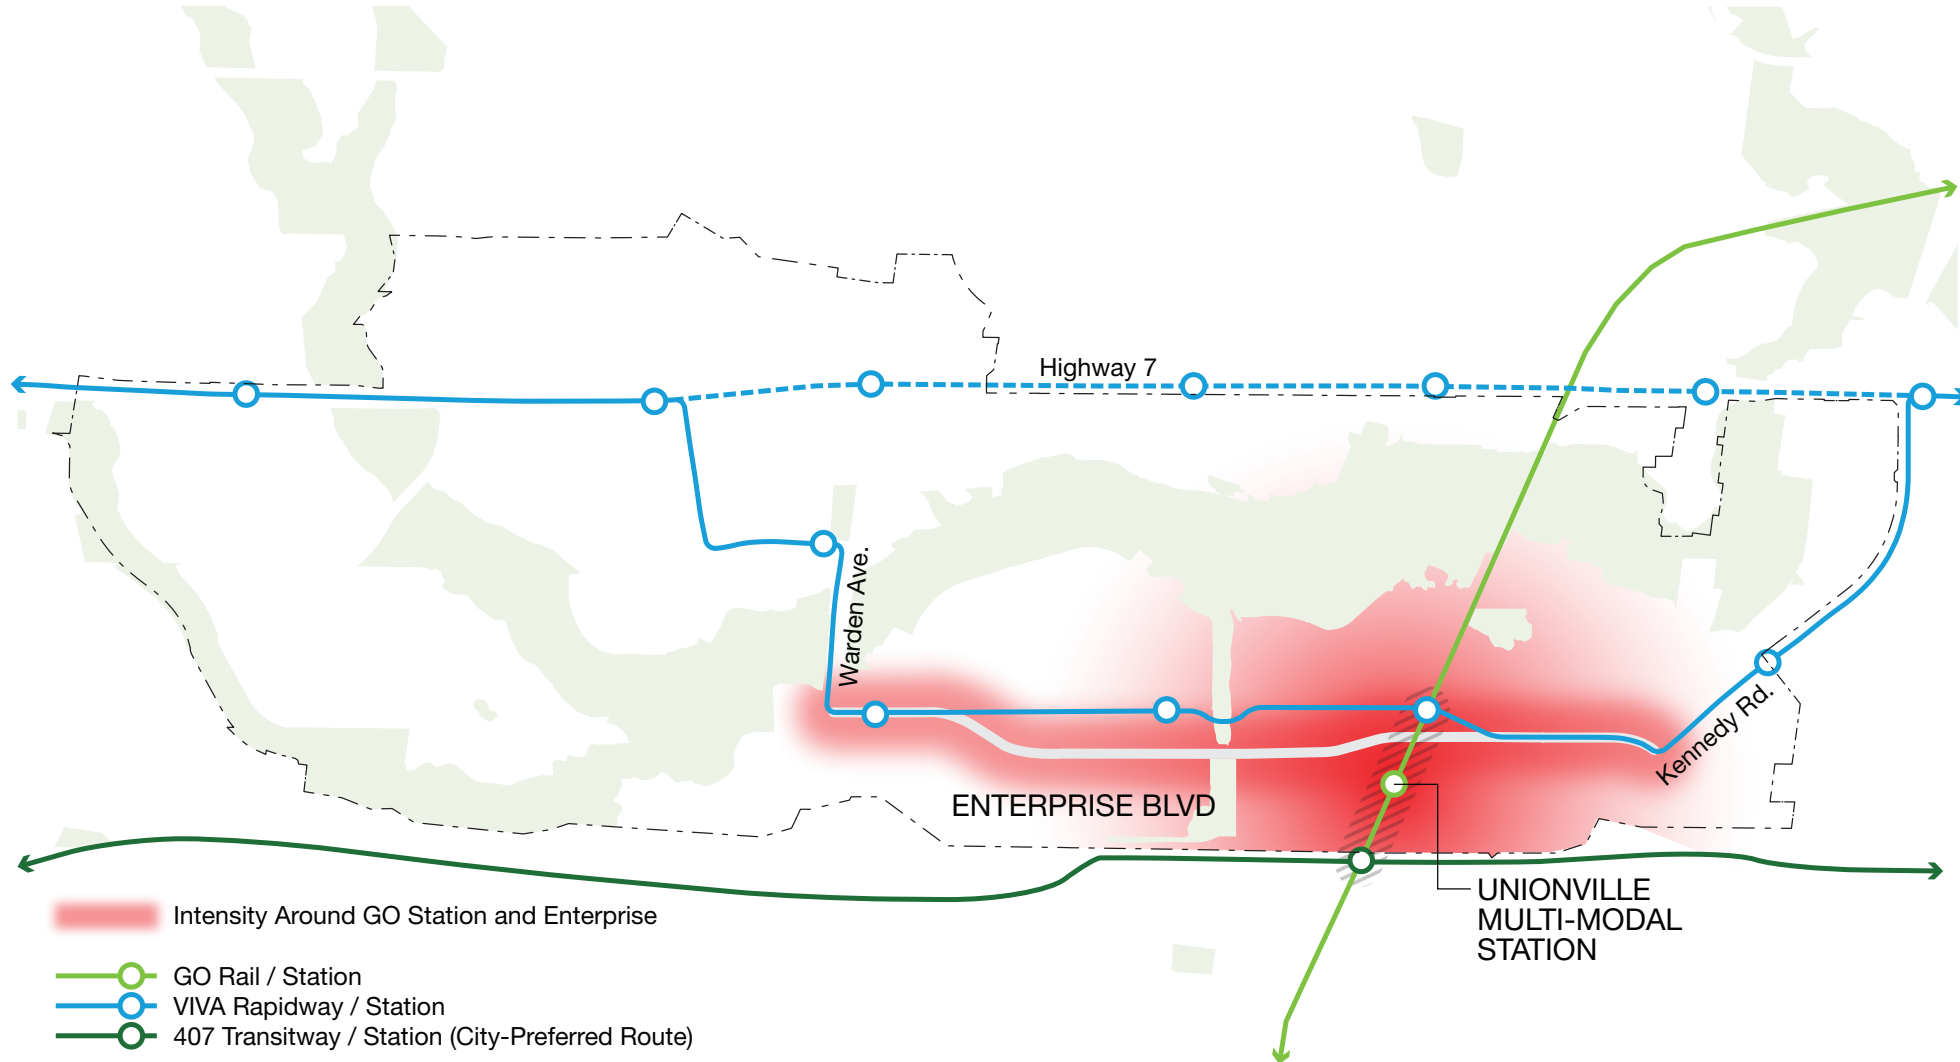 Highway 7
Warden Ave.
Kennedy Rd.
ENTERPRISE BLVD
UNIONVILLE
MULTI-MODAL
STATION
Intensity Around GO Station and Enterprise
GO Rail / Station
VIVA Rapidway / Station
407 Transitway / Station (City-Preferred Route)